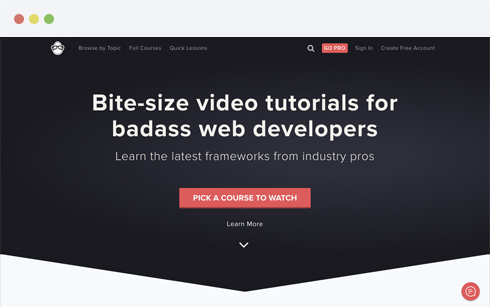 Browse by Topic Full Courses Quick Lessons GO PRO Sign In Create Free Account
Bite-size video tutorials for
badass web developers
Learn the latest frameworks from industry pros
PICK A COURSE TO WATCH
Learn More